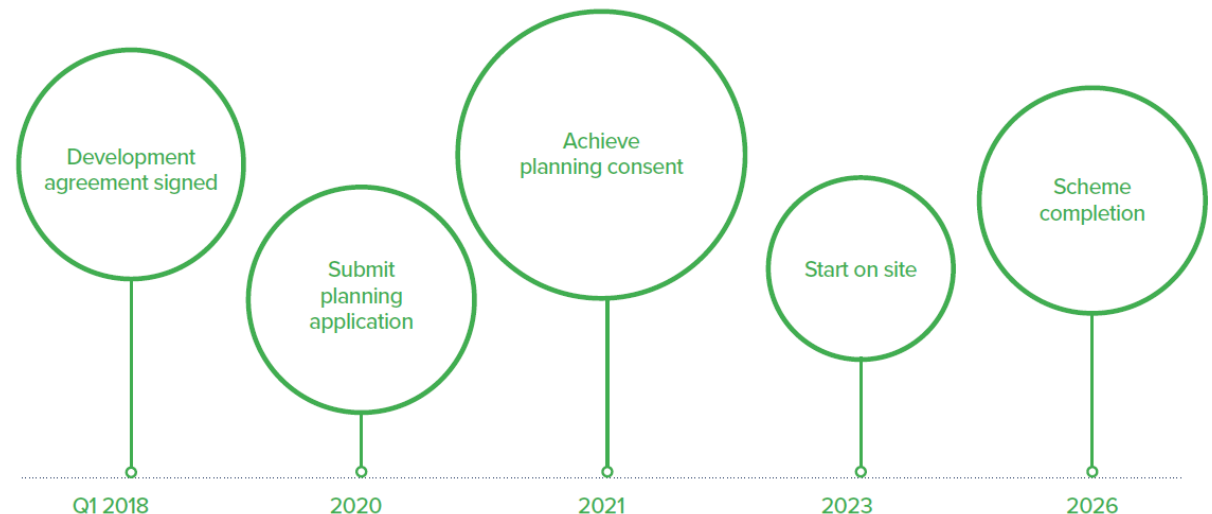 Development
agreement signed
Submit
planning
application
Achieve
planning consent
Start on site
Scheme
completion
Q1 2018
2020
2021
2023
2026